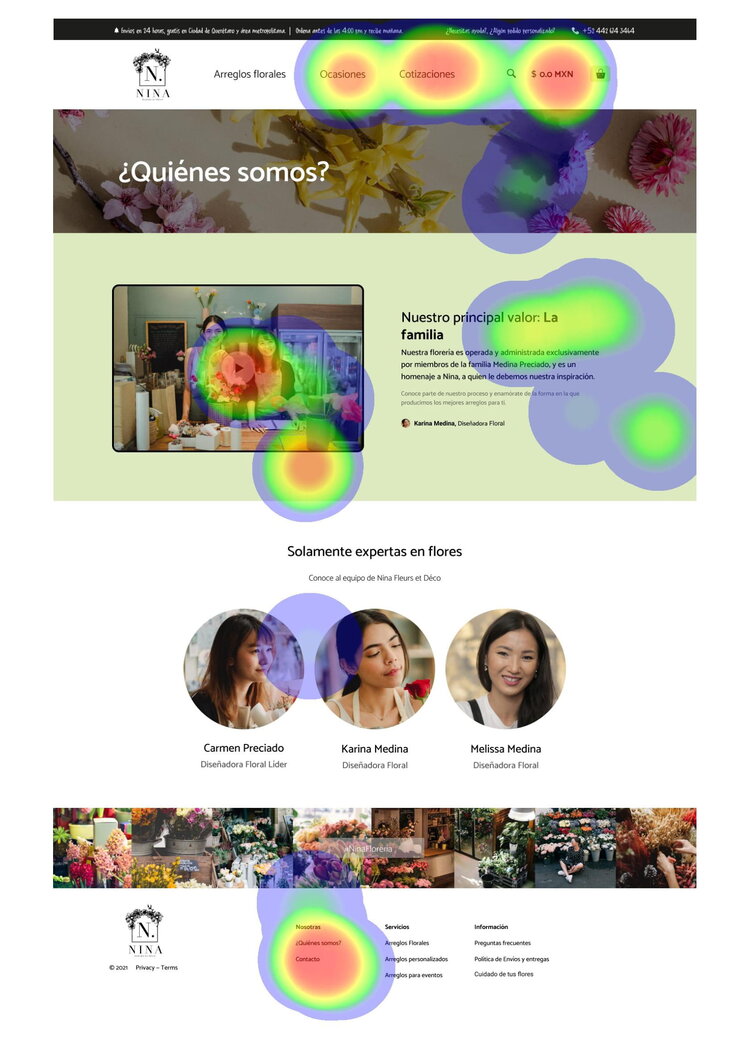 Envíos en 24 horas, gratis en Ciudad de Querétaro y área metropolitana. | Ordena antes de las 4:00 pm y recibe mañana. ¿Necesitas ayuda?, ¿Algún pedido personalizado? +52 442 674 3464
N.
NINA
Arreglos florales Ocasiones Cotizaciones $ 0.0 MXN
¿Quiénes somos?
Nuestro principal valor: La
familia
Nuestra florería es operada y administrada exclusivamente
por miembros de la familia Medina Preciado, y es un
homenaje a Nina, a quien le debemos nuestra inspiración.
Conoce parte de nuestro proceso y enamórate de la forma en la que
producimos los mejores arreglos para ti.
Karina Medina, Diseñadora Floral
Solamente expertas en flores
Conoce al equipo de Nina Fleurs et Déco
Carmen Preciado Karina Medina Melissa Medina
Diseñadora Floral Líder Diseñadora Floral Diseñadora Floral
#NinaFlorería
N.
NINA
© 2021 Privacy – Terms
Nosotras
¿Quiénes somos?
Contacto
Servicios
Arreglos Florales
Arreglos personalizados
Arreglos para eventos
Información
Preguntas frecuentes
Política de Envíos y entregas
Cuidado de tus flores